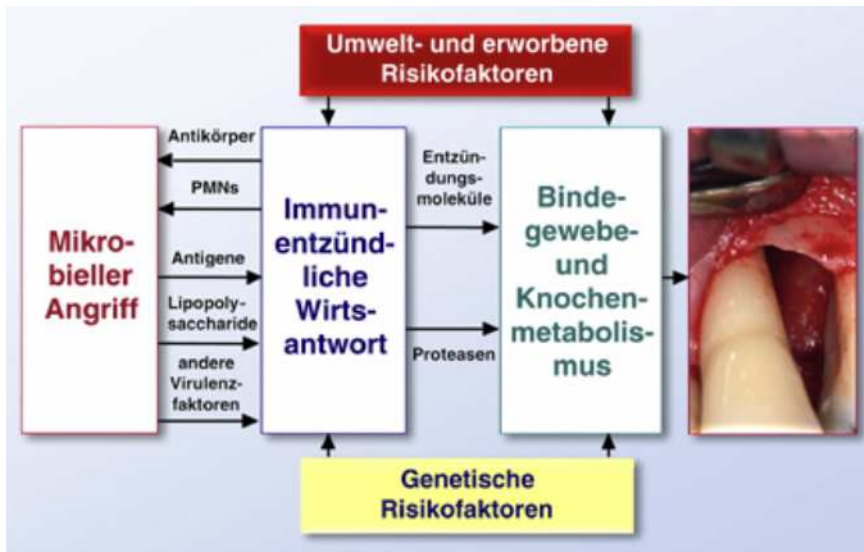 Umwelt- und erworbene
Risikofaktoren
Mikro-
bieller
Angriff
Antikörper
PMNs
Antigene
Lipopoly-
saccharide
andere
Virulenz-
faktoren
Immun-
entzünd-
liche
Wirts-
antwort
Entzün-
dungs-
moleküle
Proteasen
Binde-
gewebe-
und
Knochen-
metabolis-
mus
Genetische
Risikofaktoren